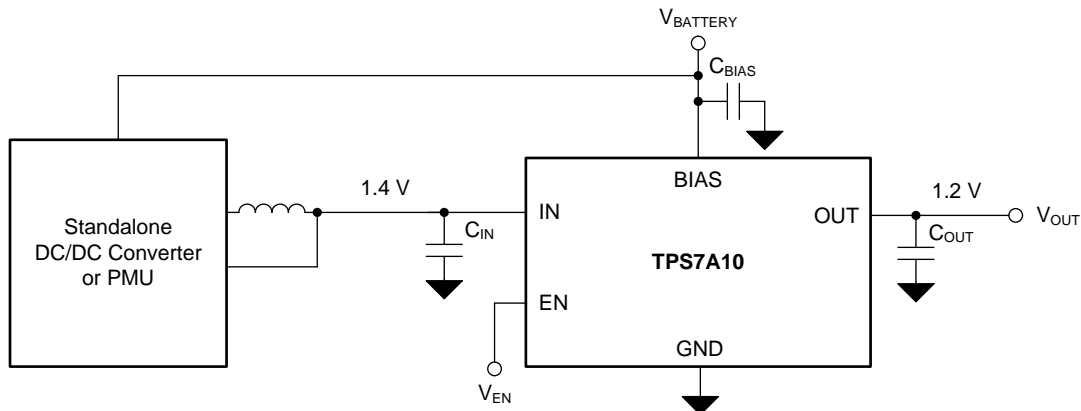 VBATTERY
CBIAS
Standalone
DC/DC Converter
or PMU
1.4 V
CIN
IN
BIAS
OUT
TPS7A10
EN
GND
VEN
1.2 V
COUT
VOUT